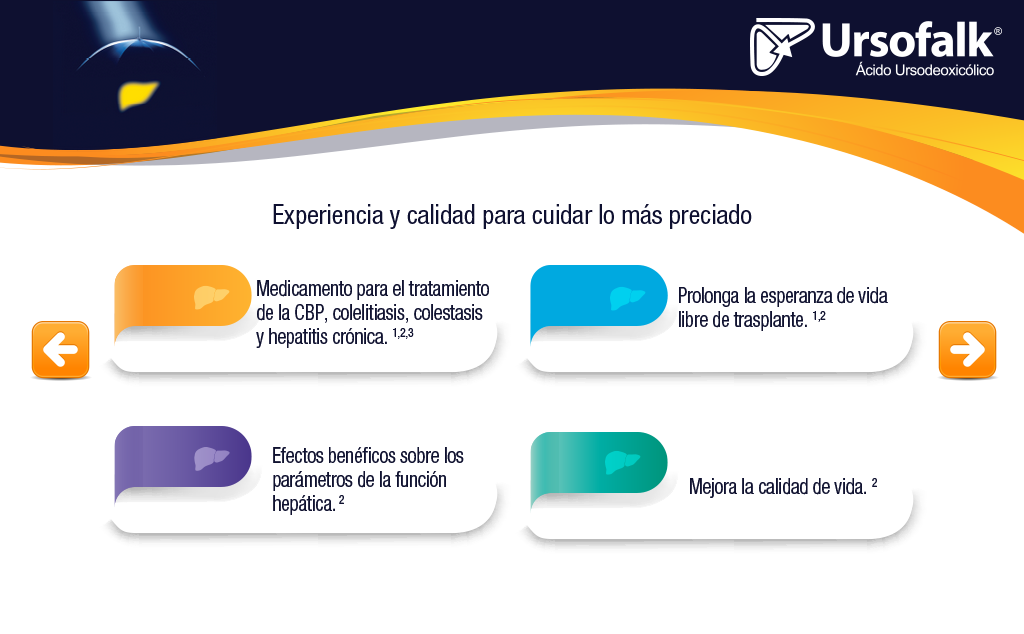 Ursofalk®
Ácido Ursodeoxicólico
Experiencia y calidad para cuidar lo más preciado
Medicamento para el tratamiento
de la CBP, colelitiasis, colestasis
y hepatitis crónica. 1,2,3
Prolonga la esperanza de vida
libre de trasplante. 1,2
Efectos benéficos sobre los
parámetros de la función
hepática. 2
Mejora la calidad de vida. 2